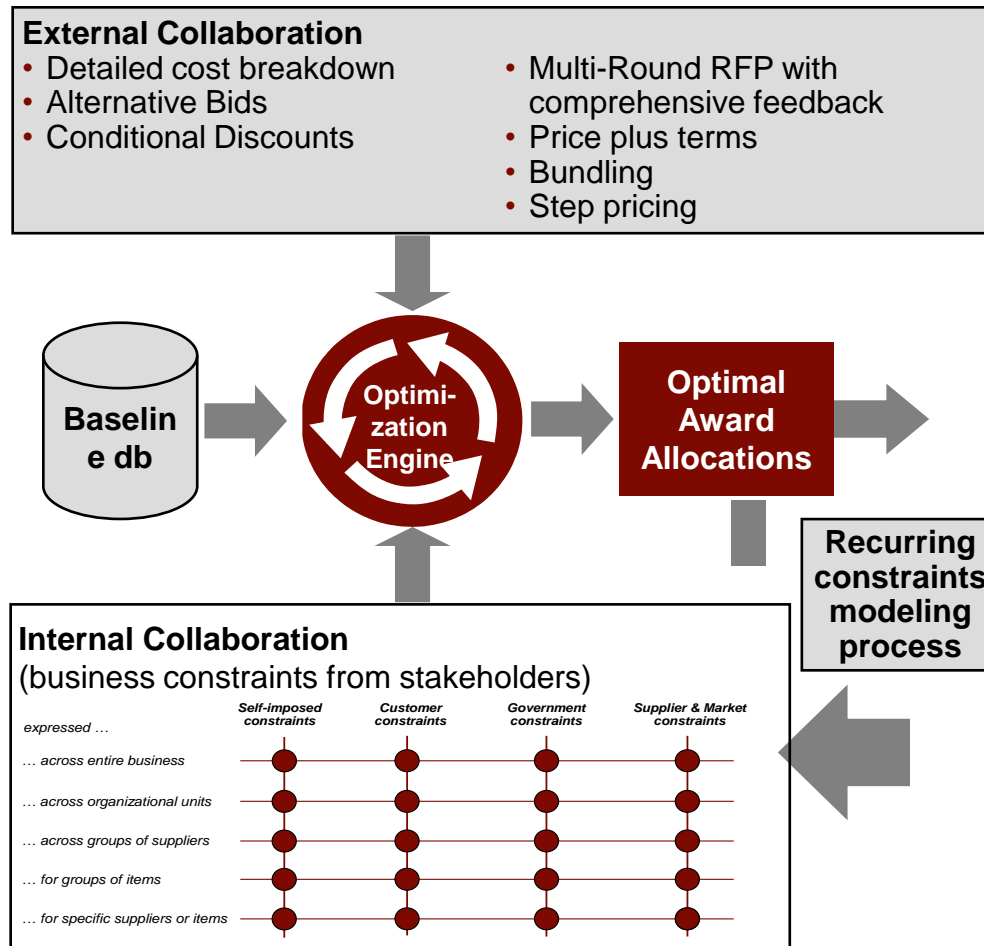 External Collaboration
• Detailed cost breakdown
• Alternative Bids
• Conditional Discounts
• Multi-Round RFP with
comprehensive feedback
• Price plus terms
• Bundling
• Step pricing
Baselin
e db
Optimi-
zation
Engine
Optimal
Award
Allocations
Recurring
constraints
modeling
process
Internal Collaboration
(business constraints from stakeholders)
expressed …
Self-imposed
constraints
Customer
constraints
Government
constraints
Supplier & Market
constraints
… across entire business
… across organizational units
… across groups of suppliers
… for groups of items
… for specific suppliers or items